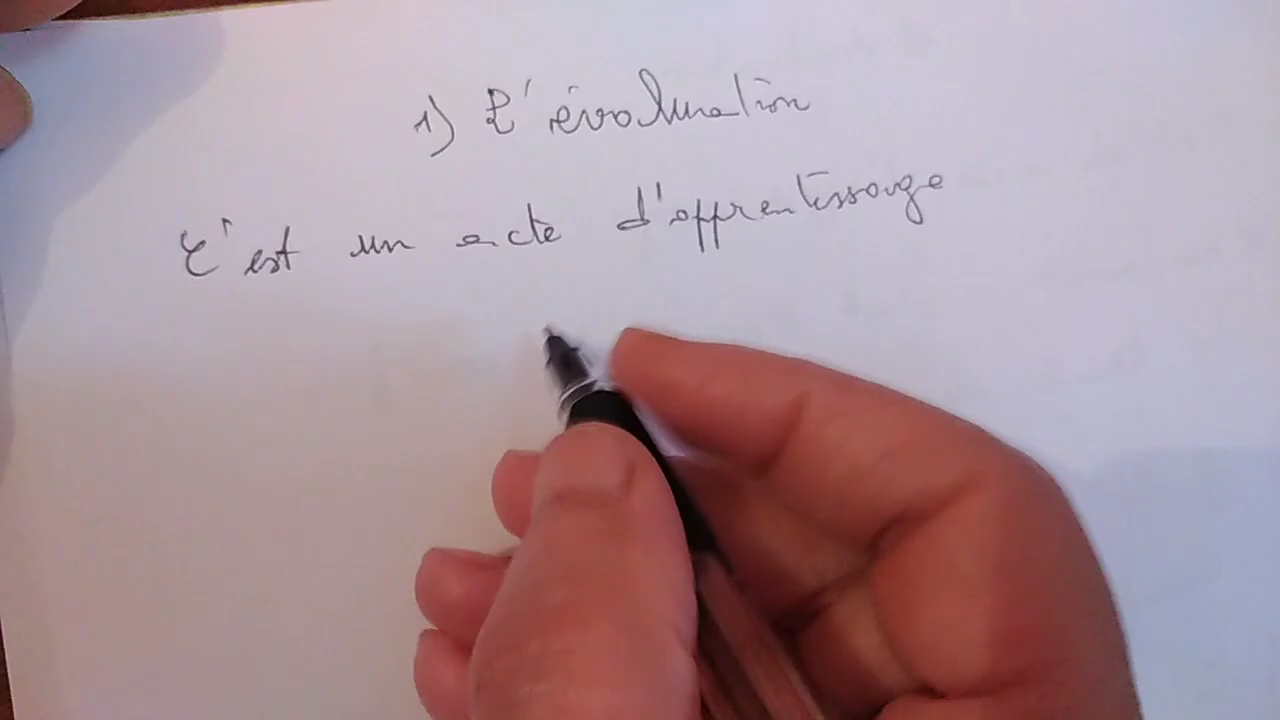 1) L'évaluation
C'est un acte d'apprentissage